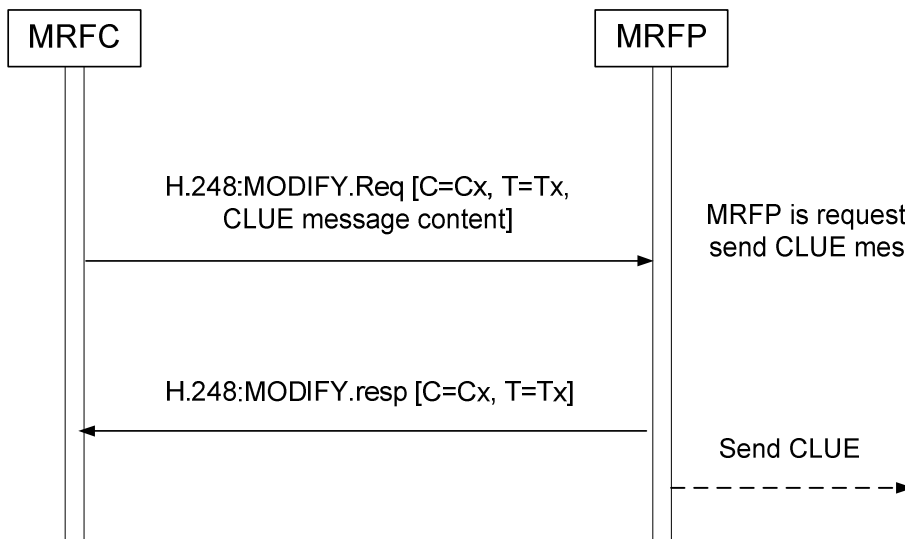 MRFC
MRFP
H.248:MODIFY.Req [C=Cx, T=Tx,
CLUE message content]
MRFP is request
send CLUE mes
H.248:MODIFY.resp [C=Cx, T=Tx]
Send CLUE